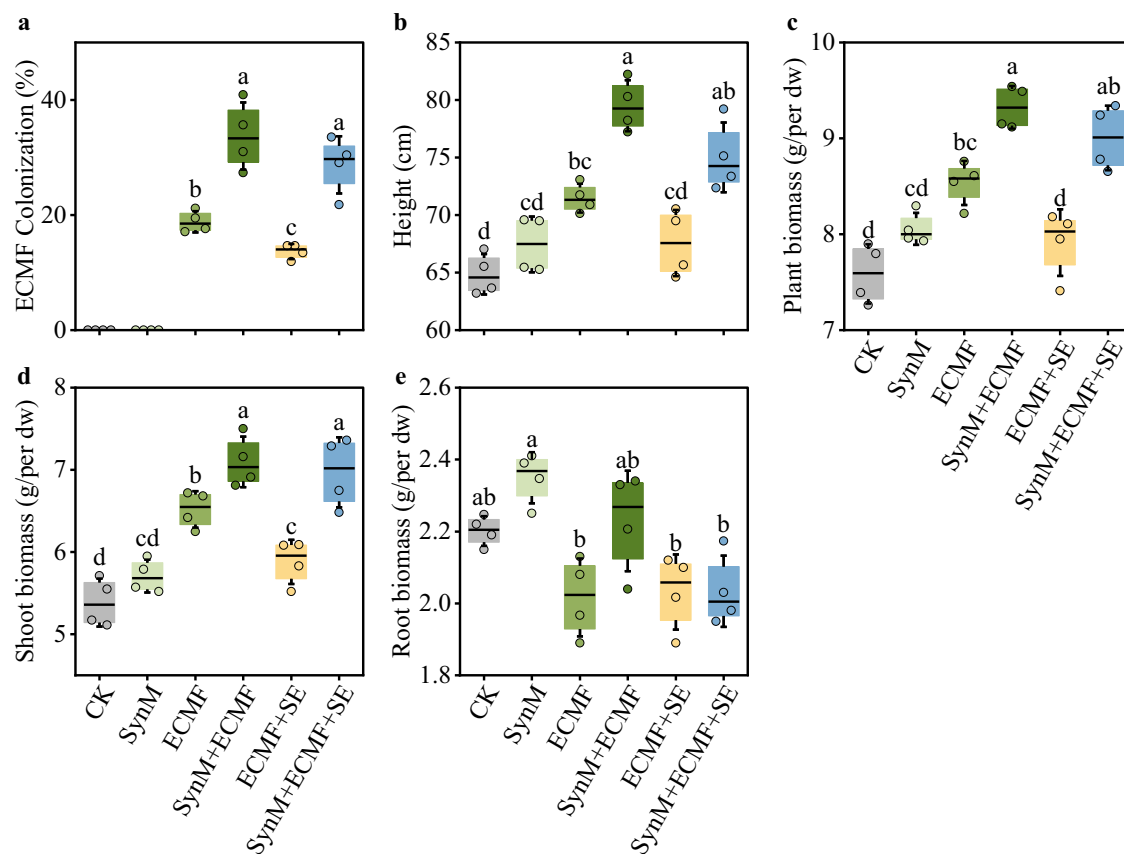 a
ECMF Colonization (%)
40
20
0
b
a
a
c
b
Height (cm)
85
80
75
70
65
60
d
cd
bc
a
cd
ab
c
Plant biomass (g/per dw)
10
9
8
7
d
cd
bc
a
d
ab
CK
SynM
ECMF
SynM+ECMF
ECMF+SE
SynM+ECMF+SE
d
Shoot biomass (g/per dw)
8
7
6
5
d
cd
b
a
c
a
CK
SynM
ECMF
SynM+ECMF
ECMF+SE
SynM+ECMF+SE
e
Root biomass (g/per dw)
2.6
2.4
2.2
2.0
1.8
ab
a
b
ab
b
b
CK
SynM
ECMF
SynM+ECMF
ECMF+SE
SynM+ECMF+SE